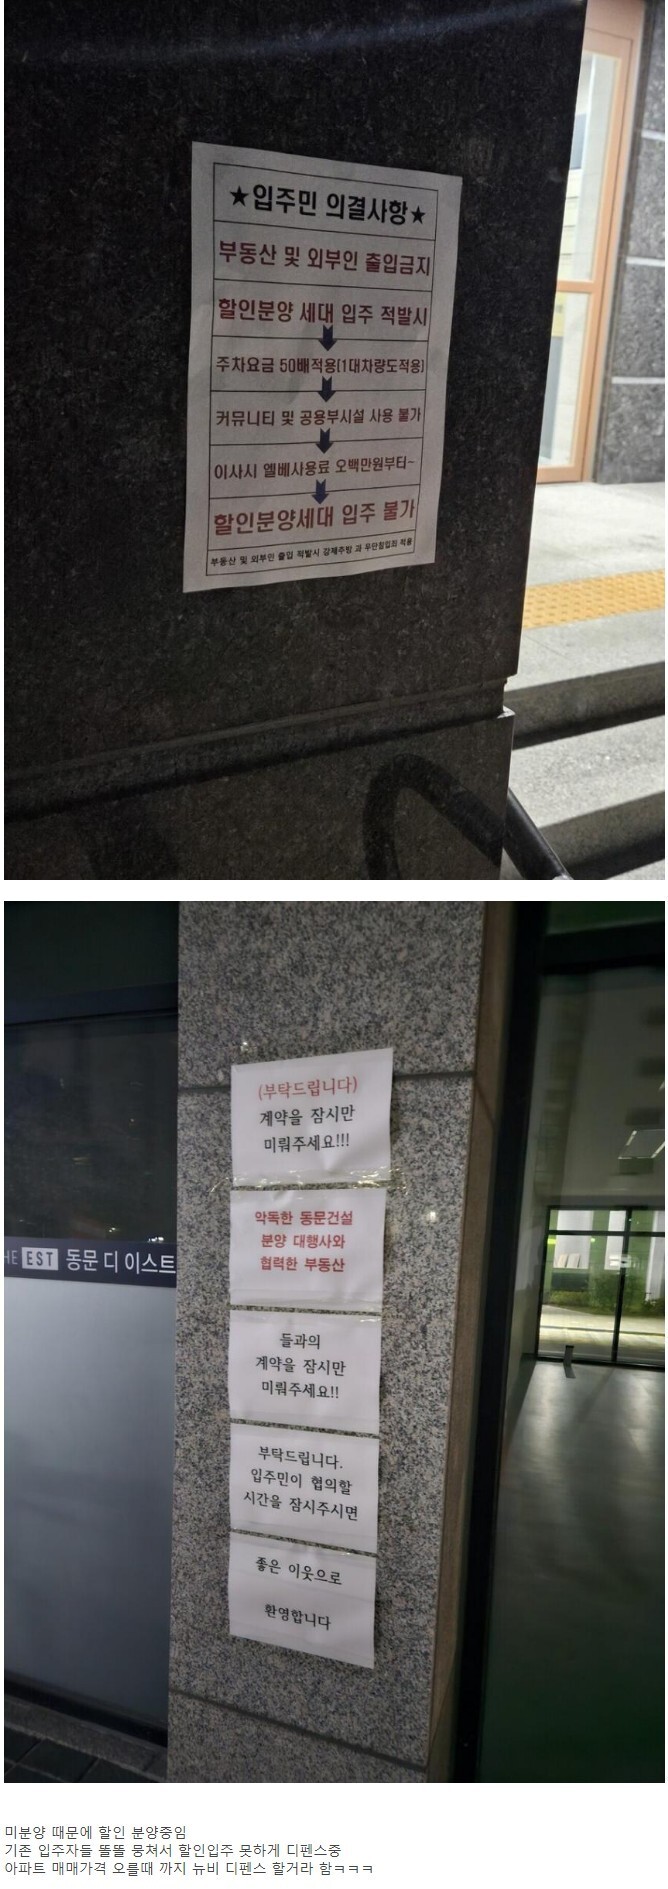 ★입주민 의결사항★
부동산 및 외부인 출입금지
할인분양 세대 입주 적발시
주차요금 50배적용(1대차량도적용)
커뮤니티 및 공용부시설 사용 불가
이사시 엘베사용료 오백만원부터~
할인분양세대 입주 불가
부동산 및 외부인 출입 적발시 강제추방 과 무단침입죄 적용
(부탁드립니다)
계약을 잠시만
미뤄주세요!!!
악독한 동문건설
분양 대행사와
협력한 부동산
들과의
계약을 잠시만
미뤄주세요!!
부탁드립니다.
입주민이 협의할
시간을 잠시주시면
좋은 이웃으로
환영합니다
HE EST 동문 디 이스트
미분양 때문에 할인 분양중임
기존 입주자들 똘똘 뭉쳐서 할인입주 못하게 디펜스중
아파트 매매가격 오를때 까지 뉴비 디펜스 할거라 함ㅋㅋㅋ